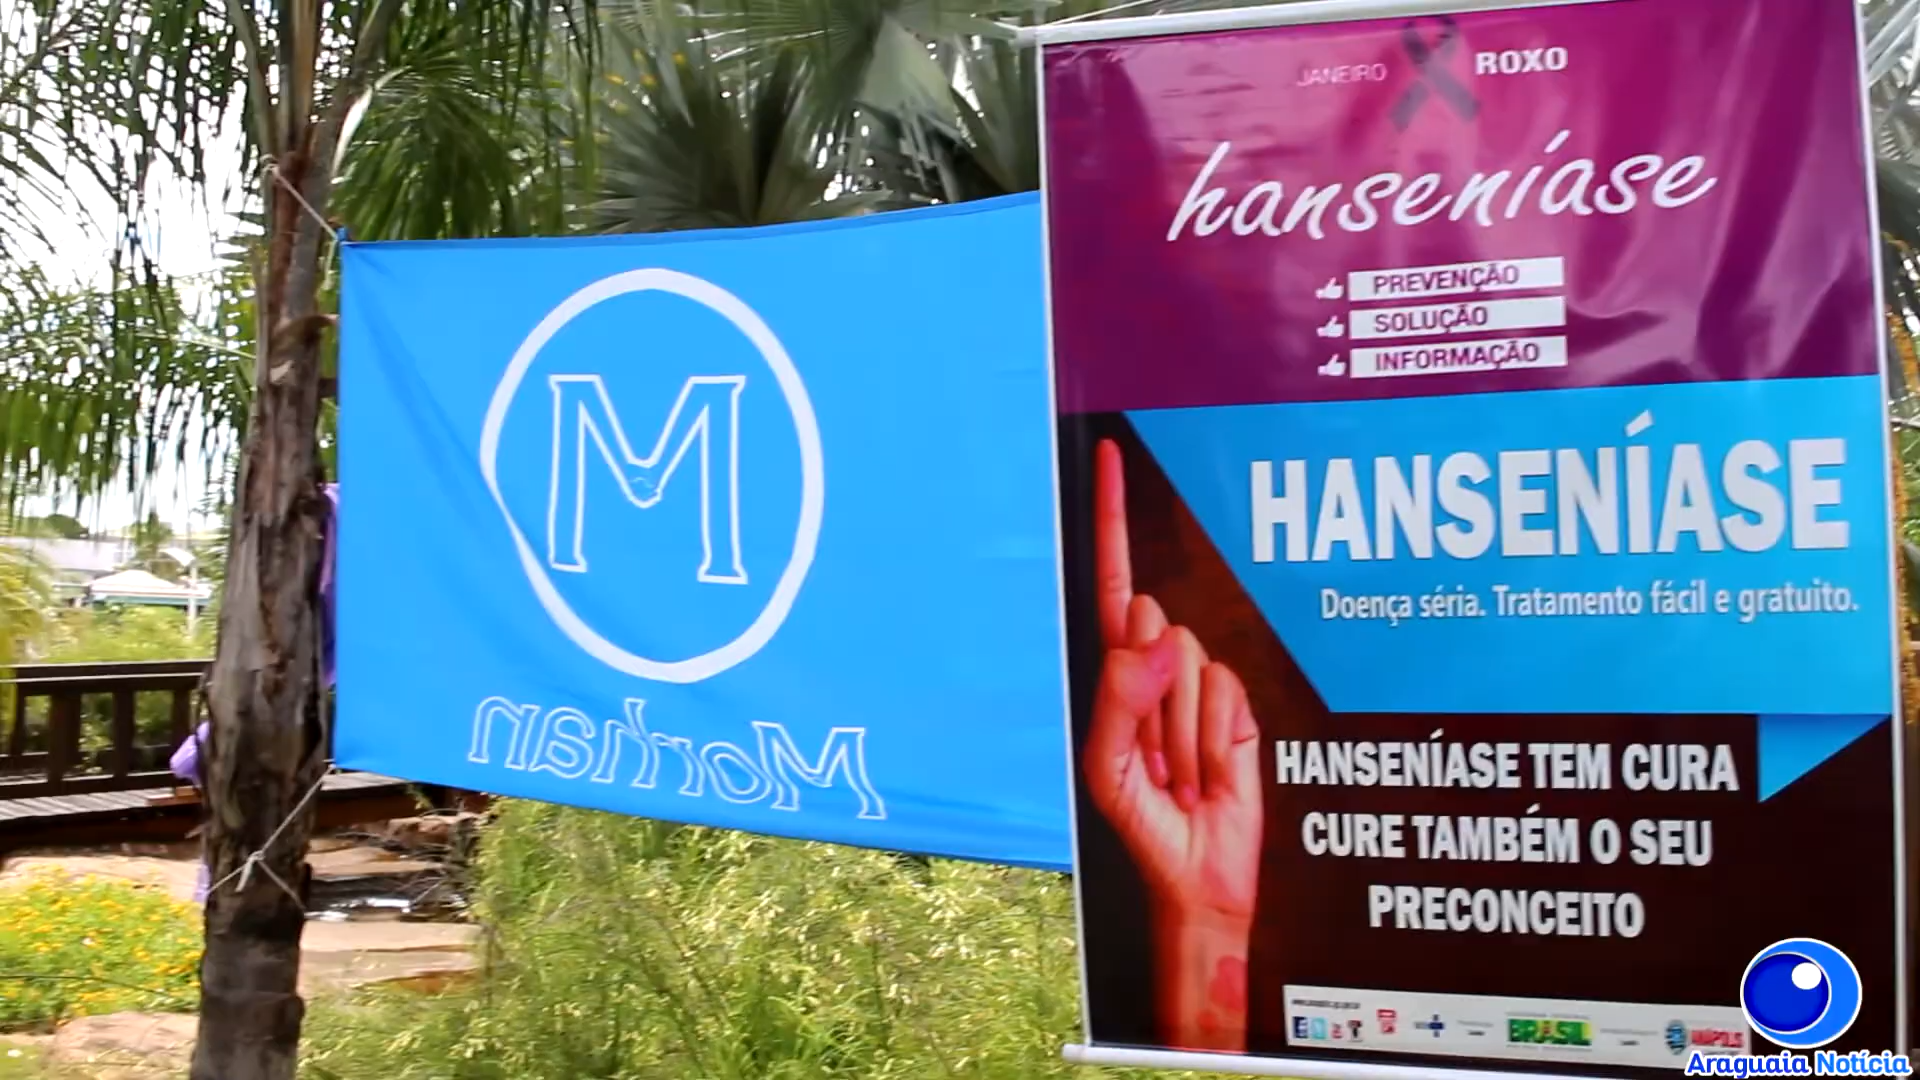 M
Morhan
JANEIRO ROXO
hanseníase
PREVENÇÃO
SOLUÇÃO
INFORMAÇÃO
HANSENÍASE
Doença séria. Tratamento fácil e gratuito.
HANSENÍASE TEM CURA
CURE TAMBÉM O SEU
PRECONCEITO
BRASIL
ANÁPOLIS
Araguaia Notícia